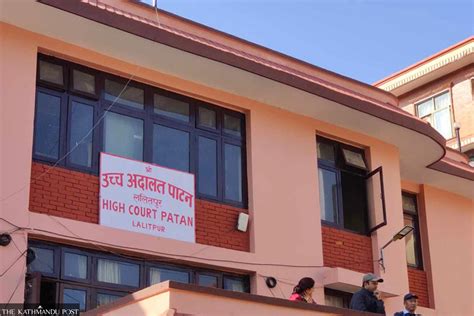 श्री
उच्च अदालत पाटन
ललितपुर
HIGH COURT PATAN
LALITPUR
THE KATHMANDU POST